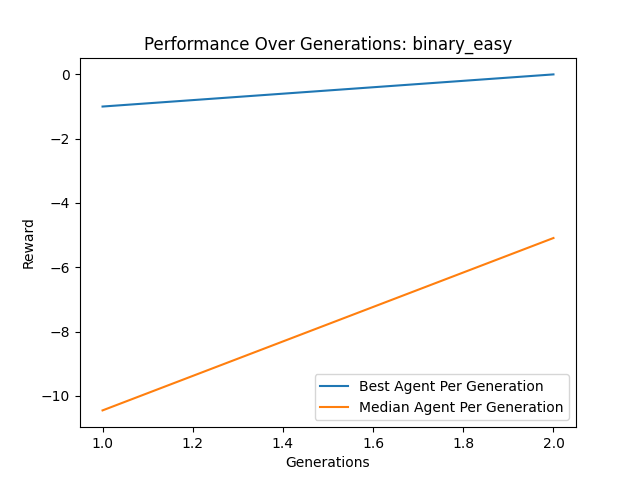 Performance Over Generations: binary_easy
Reward
0
−2
−4
−6
−8
−10
1.0 1.2 1.4 1.6 1.8 2.0
Generations
Best Agent Per Generation
Median Agent Per Generation